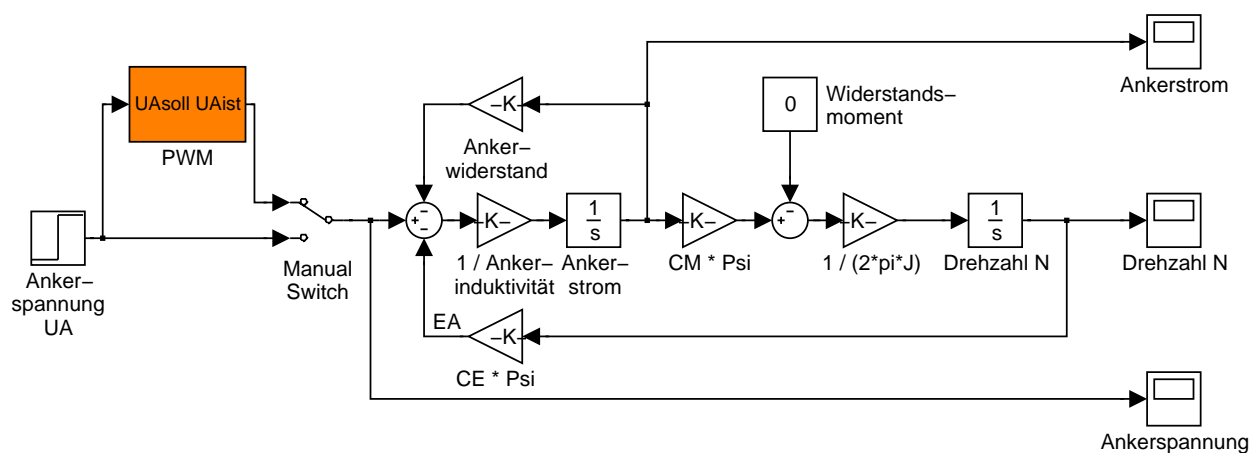 Ankerstrom
UAsoll UAist
PWM
–K–
Anker–
widerstand
0
Widerstands–
moment
Anker–
spannung
UA
Manual
Switch
+
–
–
–K–
1 / Anker–
induktivität
1
s
Anker–
strom
–K–
CM * Psi
+
–
–K–
1 / (2*pi*J)
1
s
Drehzahl N
Drehzahl N
EA
–K–
CE * Psi
Ankerspannung